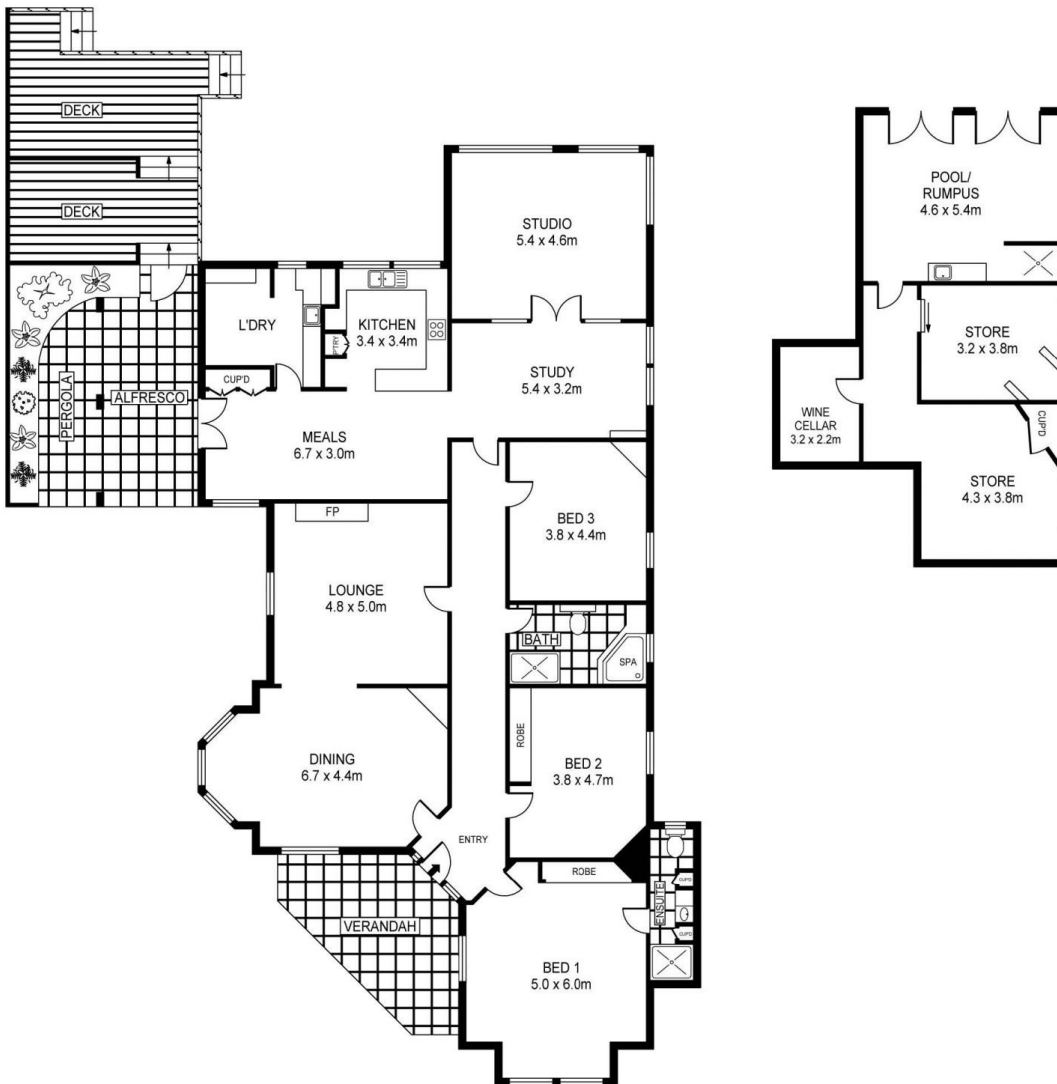 DECK
DECK
PERGOLA
ALFRESCO
L'DRY
CUP'D
PTRY
KITCHEN
3.4 x 3.4m
STUDIO
5.4 x 4.6m
STUDY
5.4 x 3.2m
MEALS
6.7 x 3.0m
FP
LOUNGE
4.8 x 5.0m
BED 3
3.8 x 4.4m
BATH
SPA
DINING
6.7 x 4.4m
ROBE
BED 2
3.8 x 4.7m
ENTRY
VERANDAH
ROBE
BED 1
5.0 x 6.0m
ENSUITE
CUP'D
CUP'D
POOL/
RUMPUS
4.6 x 5.4m
STORE
3.2 x 3.8m
WINE
CELLAR
3.2 x 2.2m
CUP'D
STORE
4.3 x 3.8m